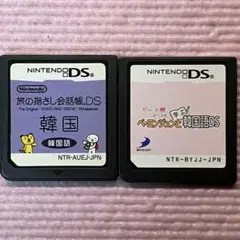 NINTENDO DS
Nintendo
旅の指さし会話帳DS
韓国
韓国語
NTR-AUEJ-JPN
NINTENDO DS
ペ・ヨンジュンと
韓国語DS
NTR-BYJJ-JPN